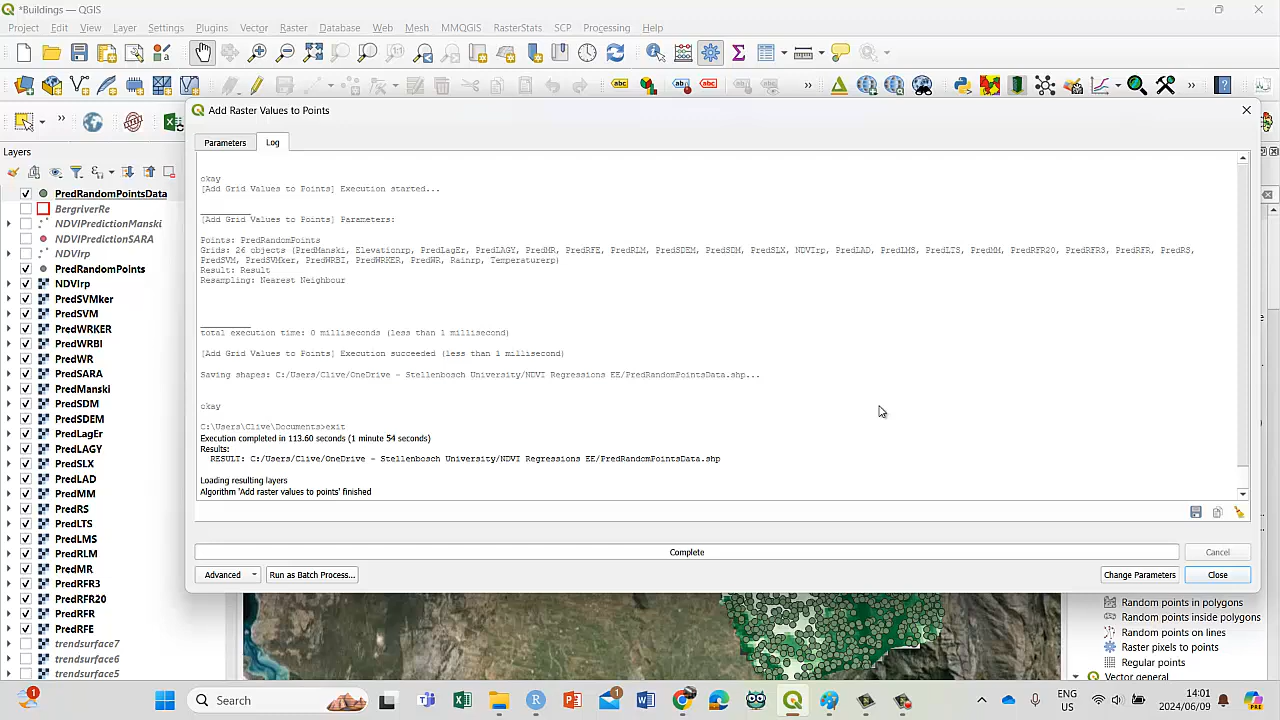 *Buildings — QGIS
Project Edit View Layer Settings Plugins Vector Raster Database Web Mesh MMQGIS RasterStats SCP Processing Help
Add Raster Values to Points
Parameters Log
okay
[Add Grid Values to Points] Execution started...
[Add Grid Values to Points] Parameters:
Points: PredRandomPoints
Grids: 26 objects (PredManski, Elevationrp, PredLagEr, PredLAGY, PredMR, PredRFE, PredRLM, PredSDEM, PredSDM, PredSLX, NDVIrp, PredLAD, PredLMS, PredLTS, PredMM, PredRFR20, PredRFR3, PredRFR, PredRS,
PredSVM, PredSVMker, PredWRBI, PredWRKER, PredWR, Rainrp, Temperaturerp)
Result: Result
Resampling: Nearest Neighbour
total execution time: 0 milliseconds (less than 1 millisecond)
[Add Grid Values to Points] Execution succeeded (less than 1 millisecond)
Saving shapes: C:/Users/Clive/OneDrive - Stellenbosch University/NDVI Regressions EE/PredRandomPointsData.shp...
okay
C:\Users\Clive\Documents>exit
Execution completed in 113.60 seconds (1 minute 54 seconds)
Results:
RESULT: C:/Users/Clive/OneDrive - Stellenbosch University/NDVI Regressions EE/PredRandomPointsData.shp
Loading resulting layers
Algorithm 'Add raster values to points' finished
Complete
Cancel
Advanced
Run as Batch Process...
Change Parameters
Close
Layers
PredRandomPointsData
BergriverRe
NDVIPredictionManski
NDVIPredictionSARA
NDVIrp
PredRandomPoints
NDVIrp
PredSVMker
PredSVM
PredWRKER
PredWRBI
PredWR
PredSARA
PredManski
PredSDM
PredSDEM
PredLagEr
PredLAGY
PredSLX
PredLAD
PredMM
PredRS
PredLTS
PredLMS
PredRLM
PredMR
PredRFR3
PredRFR20
PredRFR
PredRFE
trendsurface7
trendsurface6
trendsurface5
Random points in polygons
Random points inside polygons
Random points on lines
Raster pixels to points
Regular points
Vector general
Search
ENG
US
14:01
2024/05/09